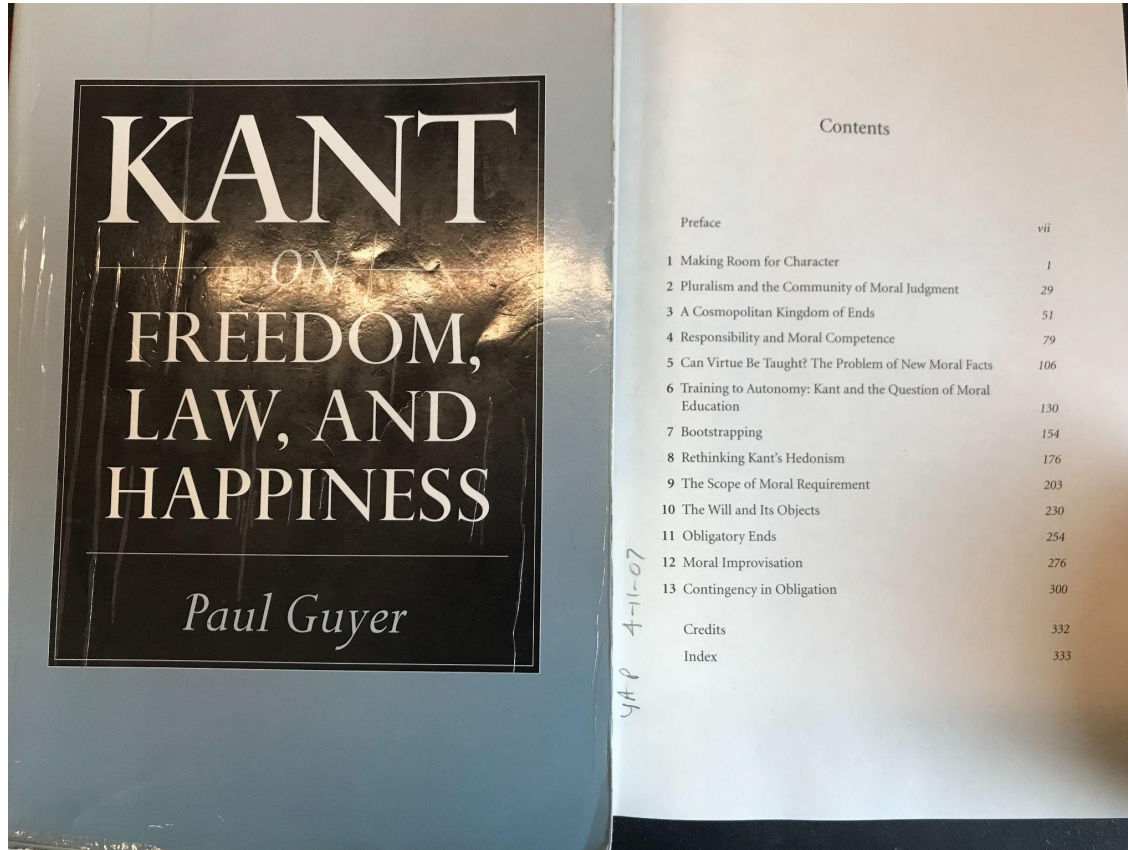 KANT
ON
FREEDOM,
LAW, AND
HAPPINESS
Paul Guyer
Contents
Preface vii
1 Making Room for Character 1
2 Pluralism and the Community of Moral Judgment 29
3 A Cosmopolitan Kingdom of Ends 51
4 Responsibility and Moral Competence 79
5 Can Virtue Be Taught? The Problem of New Moral Facts 106
6 Training to Autonomy: Kant and the Question of Moral
Education 130
7 Bootstrapping 154
8 Rethinking Kant's Hedonism 176
9 The Scope of Moral Requirement 203
10 The Will and Its Objects 230
11 Obligatory Ends 254
12 Moral Improvisation 276
13 Contingency in Obligation 300
Credits 332
Index 333
YAP 4-11-07